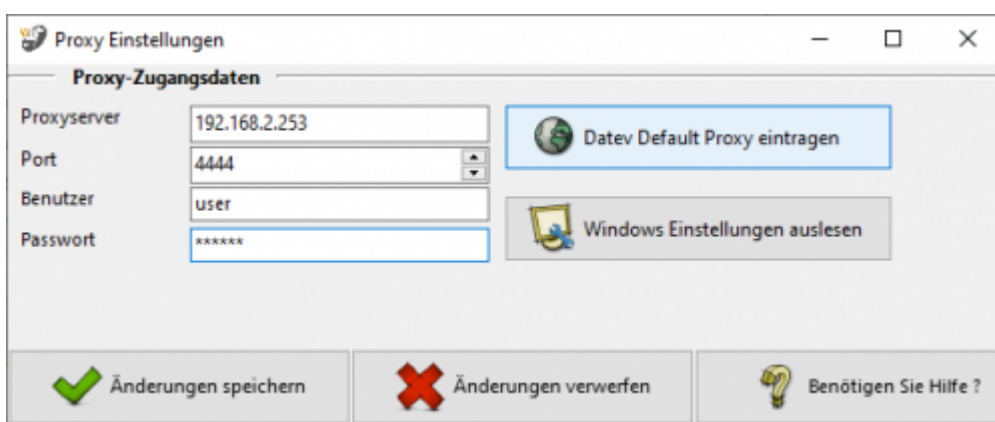 Proxy Einstellungen
Proxy-Zugangsdaten
Proxyserver 192.168.2.253
Datev Default Proxy eintragen
Port 4444
Benutzer user
Windows Einstellungen auslesen
Passwort ******
Änderungen speichern
Änderungen verwerfen
Benötigen Sie Hilfe ?